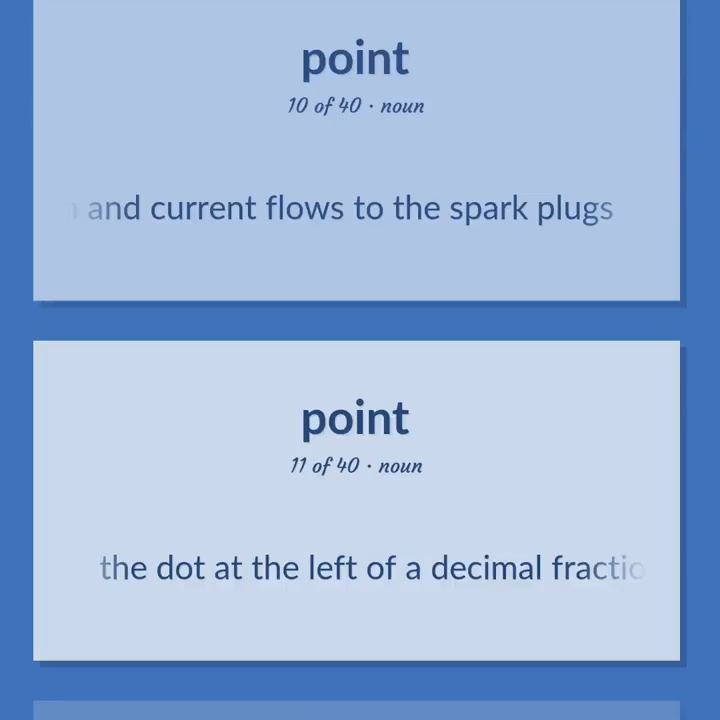 point
10 of 40 · noun
and current flows to the spark plugs
point
11 of 40 · noun
the dot at the left of a decimal